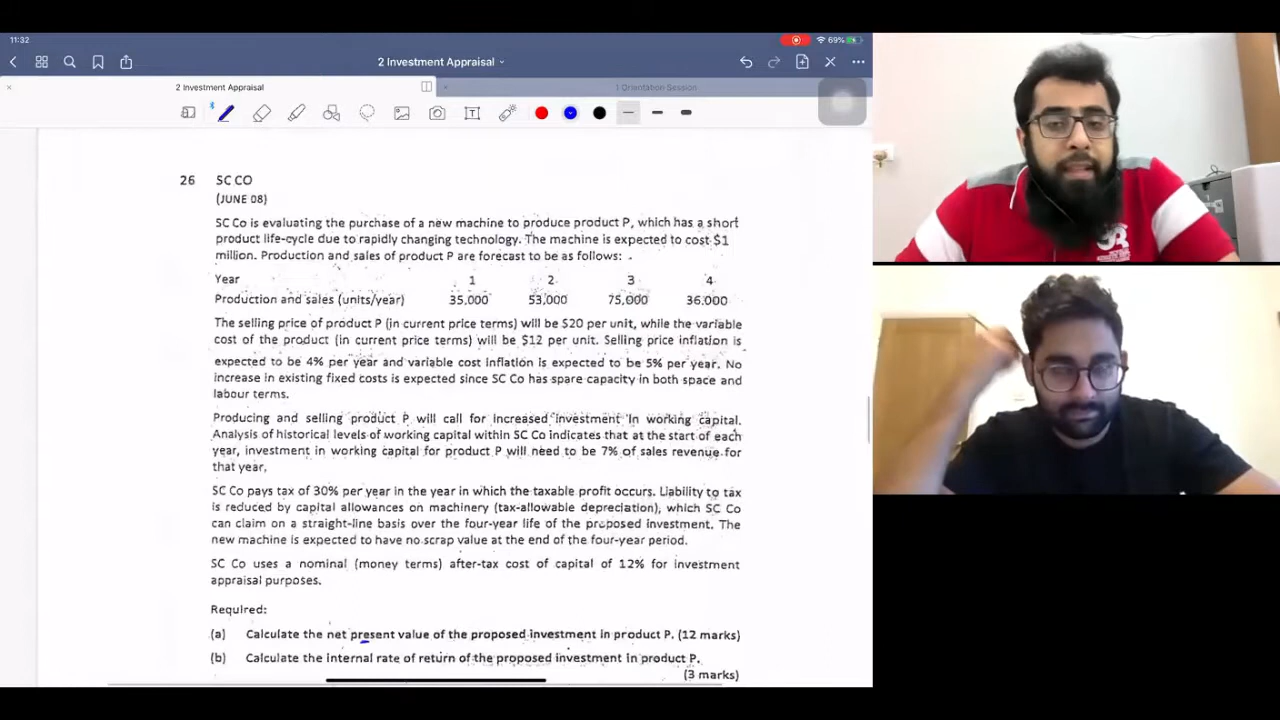 11:32
69%
2 Investment Appraisal
2 Investment Appraisal
1 Orientation Session
26 SC CO
(JUNE 08)
SC Co is evaluating the purchase of a new machine to produce product P, which has a short
product life-cycle due to rapidly changing technology. The machine is expected to cost $1
million. Production and sales of product P are forecast to be as follows:
Year 1 2 3 4
Production and sales (units/year) 35,000 53,000 75,000 36,000
The selling price of product P (in current price terms) will be $20 per unit, while the variable
cost of the product (in current price terms) will be $12 per unit. Selling price inflation is
expected to be 4% per year and variable cost inflation is expected to be 5% per year. No
increase in existing fixed costs is expected since SC Co has spare capacity in both space and
labour terms.
Producing and selling product P will call for increased investment in working capital.
Analysis of historical levels of working capital within SC Co indicates that at the start of each
year, investment in working capital for product P will need to be 7% of sales revenue for
that year,
SC Co pays tax of 30% per year in the year in which the taxable profit occurs. Liability to tax
is reduced by capital allowances on machinery (tax-allowable depreciation), which SC Co
can claim on a straight-line basis over the four-year life of the proposed investment. The
new machine is expected to have no scrap value at the end of the four-year period.
SC Co uses a nominal (money terms) after-tax cost of capital of 12% for investment
appraisal purposes.
Required:
(a) Calculate the net present value of the proposed investment in product P. (12 marks)
(b) Calculate the internal rate of return of the proposed investment in product P.
(3 marks)